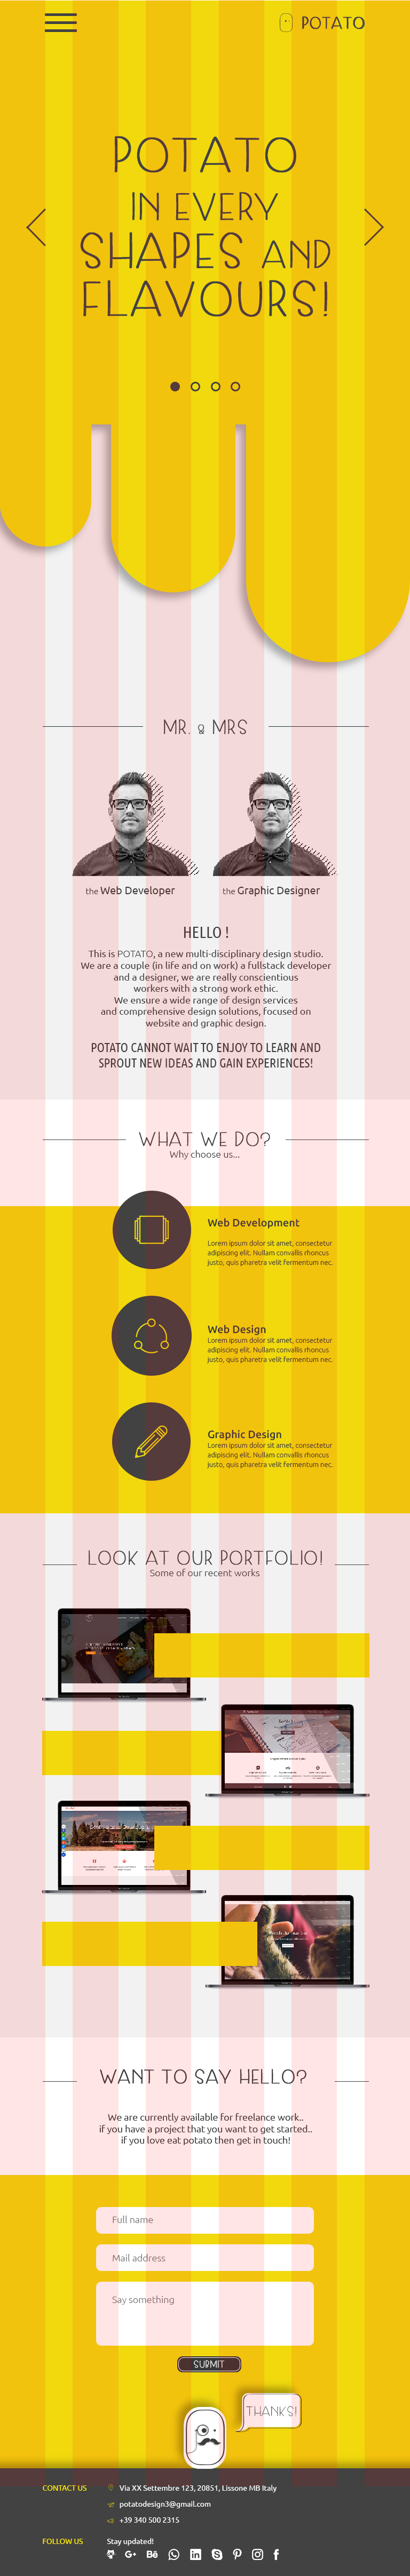 POTATO
POTATO
IN EVERY
SHAPES AND
FLAVOURS!
MR. & MRS
the Web Developer
the Graphic Designer
HELLO !
This is POTATO, a new multi-disciplinary design studio.
We are a couple (in life and on work) a fullstack developer
and a designer, we are really conscientious
workers with a strong work ethic.
We ensure a wide range of design services
and comprehensive design solutions, focused on
website and graphic design.
POTATO CANNOT WAIT TO ENJOY TO LEARN AND
SPROUT NEW IDEAS AND GAIN EXPERIENCES!
WHAT WE DO?
Why choose us...
Web Development
Lorem ipsum dolor sit amet, consectetur
adipiscing elit. Nullam convallis rhoncus
justo, quis pharetra velit fermentum nec.
Web Design
Lorem ipsum dolor sit amet, consectetur
adipiscing elit. Nullam convallis rhoncus
justo, quis pharetra velit fermentum nec.
Graphic Design
Lorem ipsum dolor sit amet, consectetur
adipiscing elit. Nullam convallis rhoncus
justo, quis pharetra velit fermentum nec.
LOOK AT OUR PORTFOLIO!
Some of our recent works
WANT TO SAY HELLO?
We are currently available for freelance work..
if you have a project that you want to get started..
if you love eat potato then get in touch!
Full name
Mail address
Say something
SUBMIT
THANKS!
CONTACT US
Via XX Settembre 123, 20851, Lissone MB Italy
potatodesign3@gmail.com
+39 340 500 2315
FOLLOW US
Stay updated!